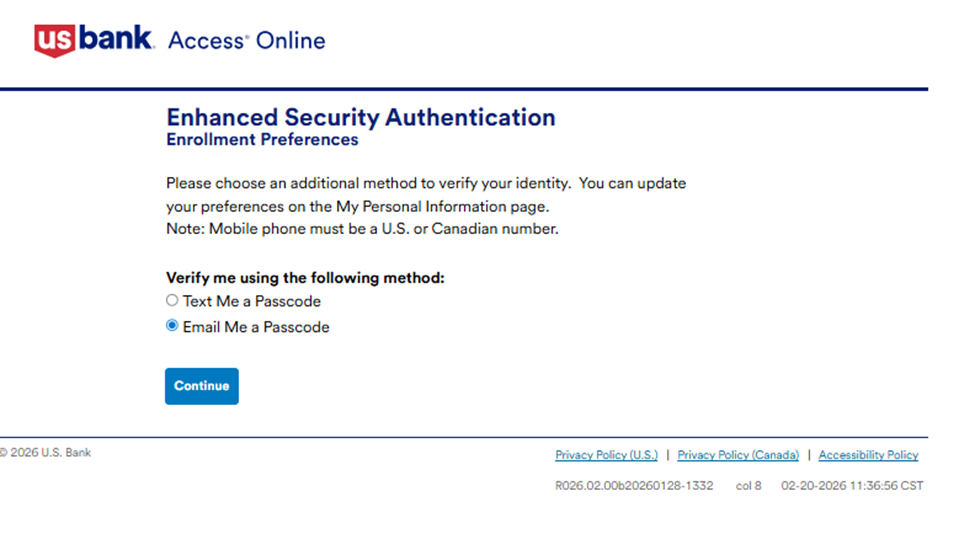 usbank. Access® Online
Enhanced Security Authentication
Enrollment Preferences
Please choose an additional method to verify your identity.  You can update
your preferences on the My Personal Information page.
Note: Mobile phone must be a U.S. or Canadian number.
Verify me using the following method:
Text Me a Passcode
Email Me a Passcode
Continue
© 2026 U.S. Bank
Privacy Policy (U.S.) | Privacy Policy (Canada) | Accessibility Policy
R026.02.00b20260128-1332 col 8 02-20-2026 11:36:56 CST